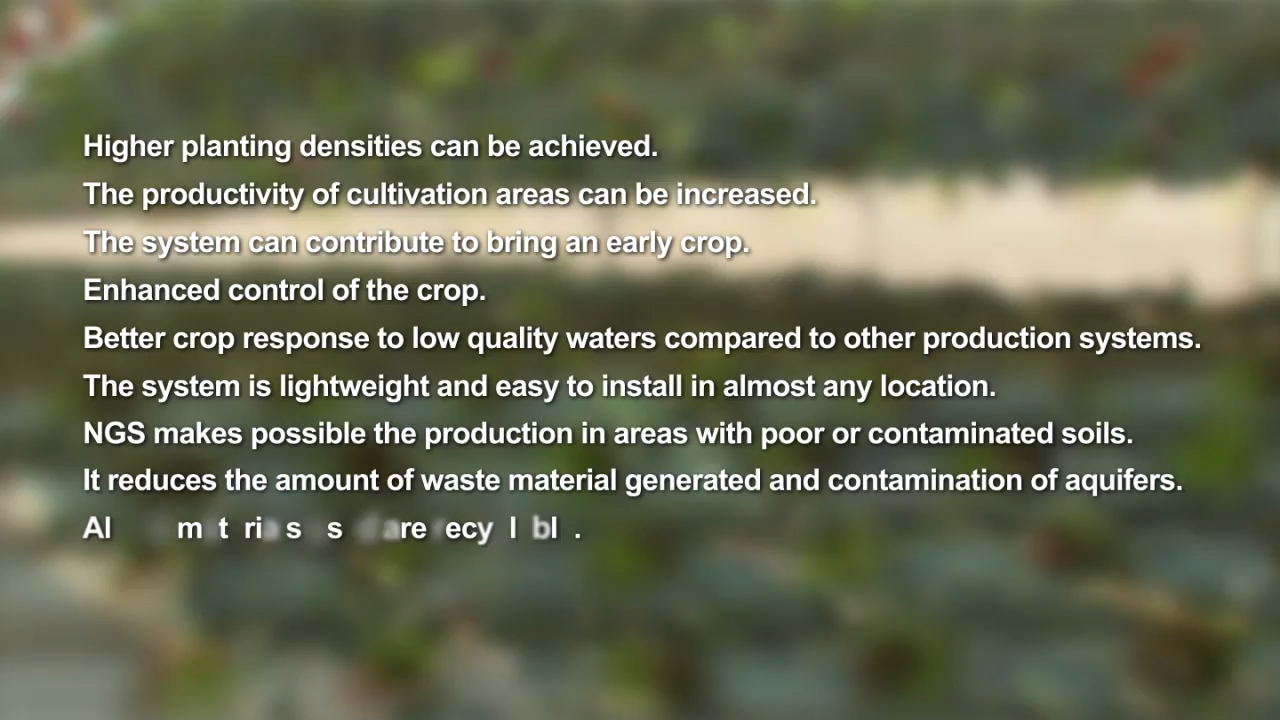 Higher planting densities can be achieved.
The productivity of cultivation areas can be increased.
The system can contribute to bring an early crop.
Enhanced control of the crop.
Better crop response to low quality waters compared to other production systems.
The system is lightweight and easy to install in almost any location.
NGS makes possible the production in areas with poor or contaminated soils.
It reduces the amount of waste material generated and contamination of aquifers.
are